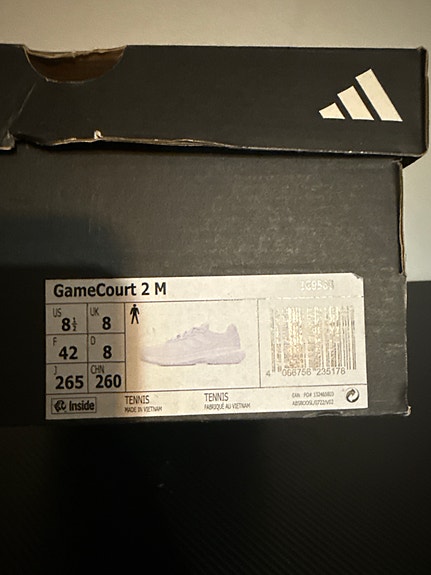 GameCourt 2 M
US 8½ UK 8
F 42 D 8
J 265 CHN 260
Inside
TENNIS
MADE IN VIETNAM
TENNIS
FABRIQUÉ AU VIETNAM
4 066756 235178